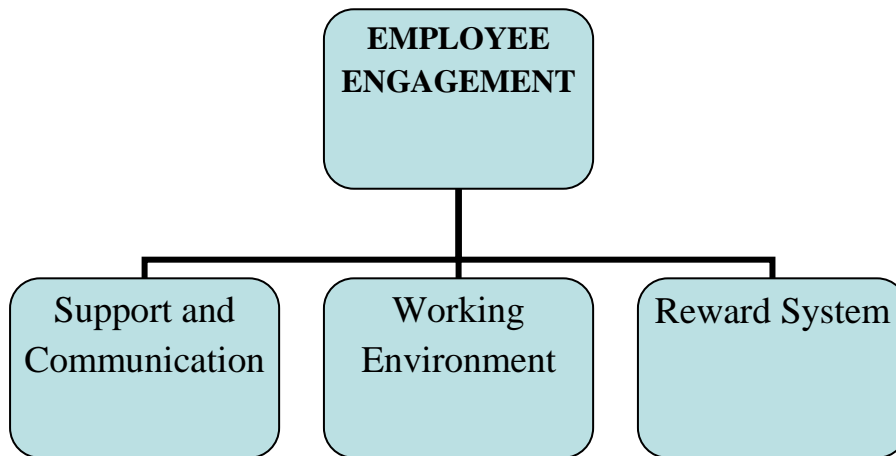 EMPLOYEE
ENGAGEMENT
Support and
Communication
Working
Environment
Reward System